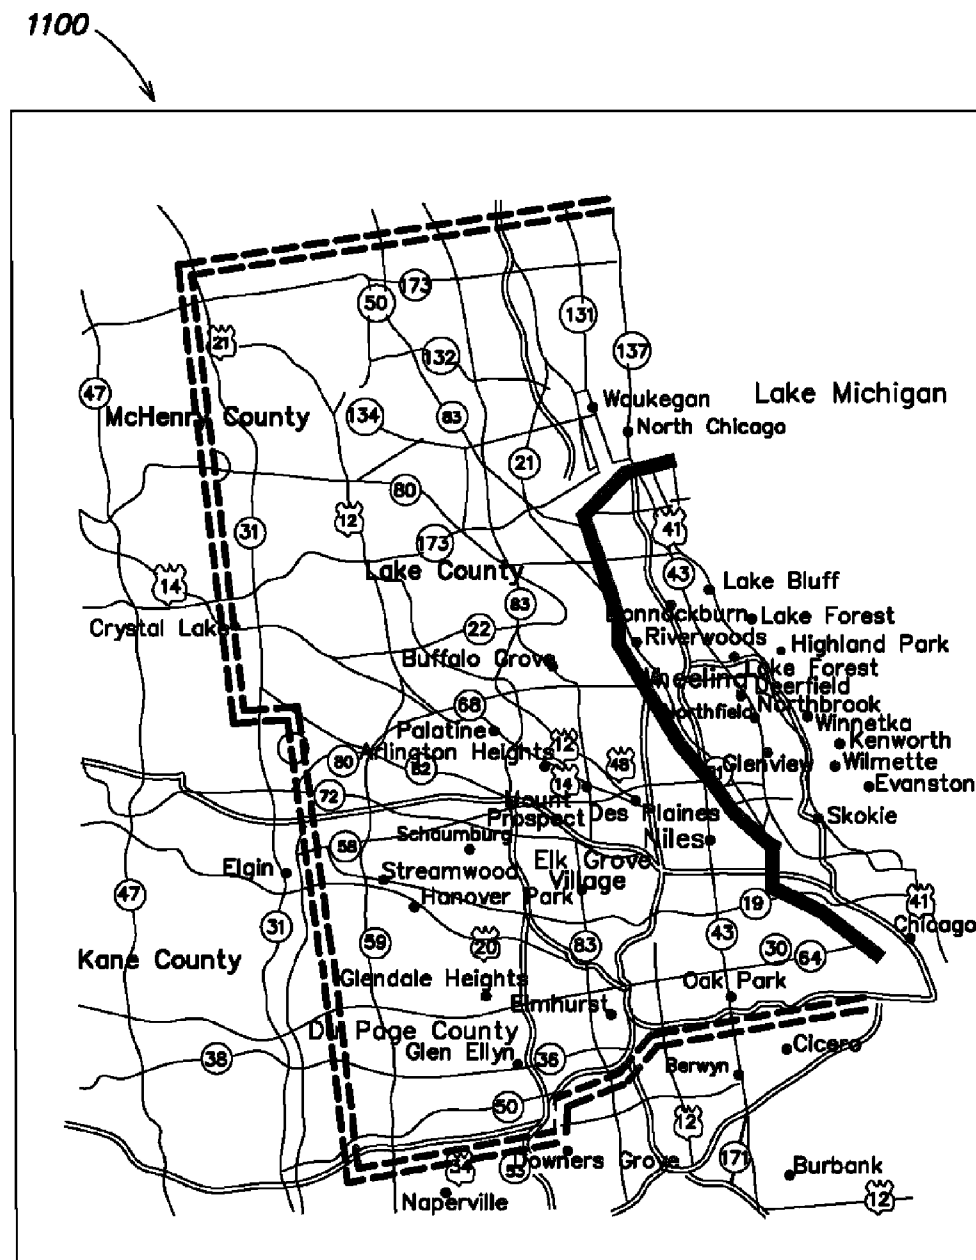 1100
173
50
131
21
132
137
47
Lake Michigan
McHenry County
134
83
Waukegan
North Chicago
21
80
12
31
173
41
14
Lake County
43
Lake Bluff
83
Crystal Lake
22
Bannockburn
Lake Forest
Riverwoods
Highland Park
Buffalo Grove
Lake Forest
Wheeling
Deerfield
68
Northfield
Northbrook
Winnetka
Palatine
12
Kenworth
Arlington Heights
80
82
14
48
Glenview
Wilmette
72
Evanston
Mount
Prospect
Des Plaines
Skokie
Schaumburg
58
Niles
Elgin
Streamwood
Elk Grove
Village
47
Hanover Park
19
41
31
Chicago
59
20
83
43
30
64
Kane County
Glendale Heights
Oak Park
Elmhurst
Du Page County
38
Glen Ellyn
36
Cicero
Berwyn
50
12
34
53
Downers Grove
171
Burbank
Naperville
12